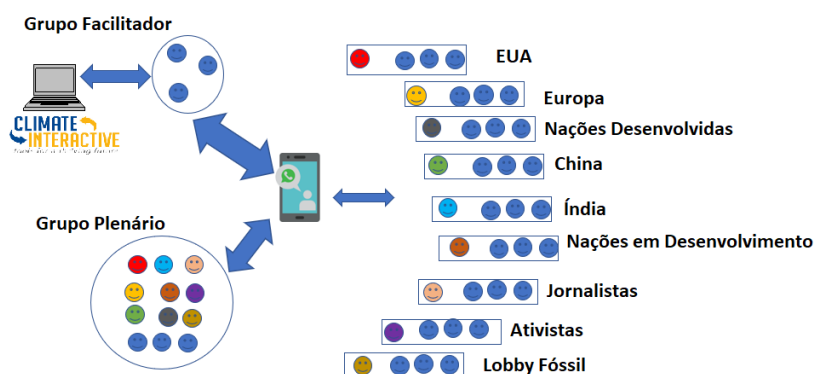 Grupo Facilitador
CLIMATE
INTERACTIVE
Grupo Plenário
EUA
Europa
Nações Desenvolvidas
China
Índia
Nações em Desenvolvimento
Jornalistas
Ativistas
Lobby Fóssil